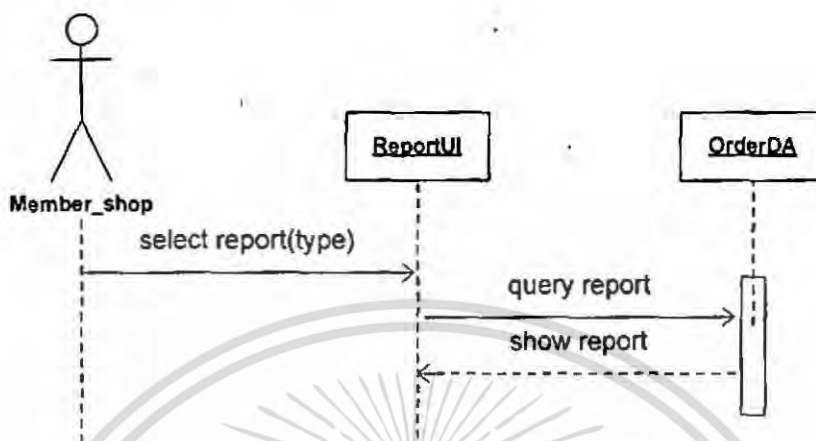 ReportUI
OrderDA
Member_shop
select report(type)
query report
show report